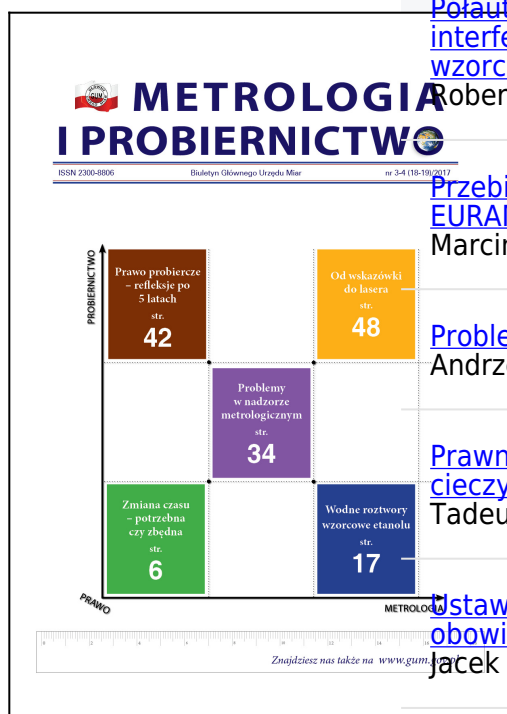 METROLOGIA
I PROBIERNICTWO
ISSN 2300-8806 Biuletyn Głównego Urzędu Miar nr 3-4 (18-19)/2017
PROBIERNICTWO
Prawo probiercze
– refleksje po
5 latach
str.
42
Od wskazówki
do lasera
str.
48
Problemy
w nadzorze
metrologicznym
str.
34
Zmiana czasu
– potrzebna
czy zbędna
str.
6
Wodne roztwory
wzorcowe etanolu
str.
17
PRAWO
METROLOGIA
Znajdziesz nas także na www.gum.gov.pl
Połaut
interfe
wzorc
Rober
Przebi
EURAM
Marcin
Proble
Andrze
Prawn
cieczy
Tadeu
Ustaw
obowi
Jacek